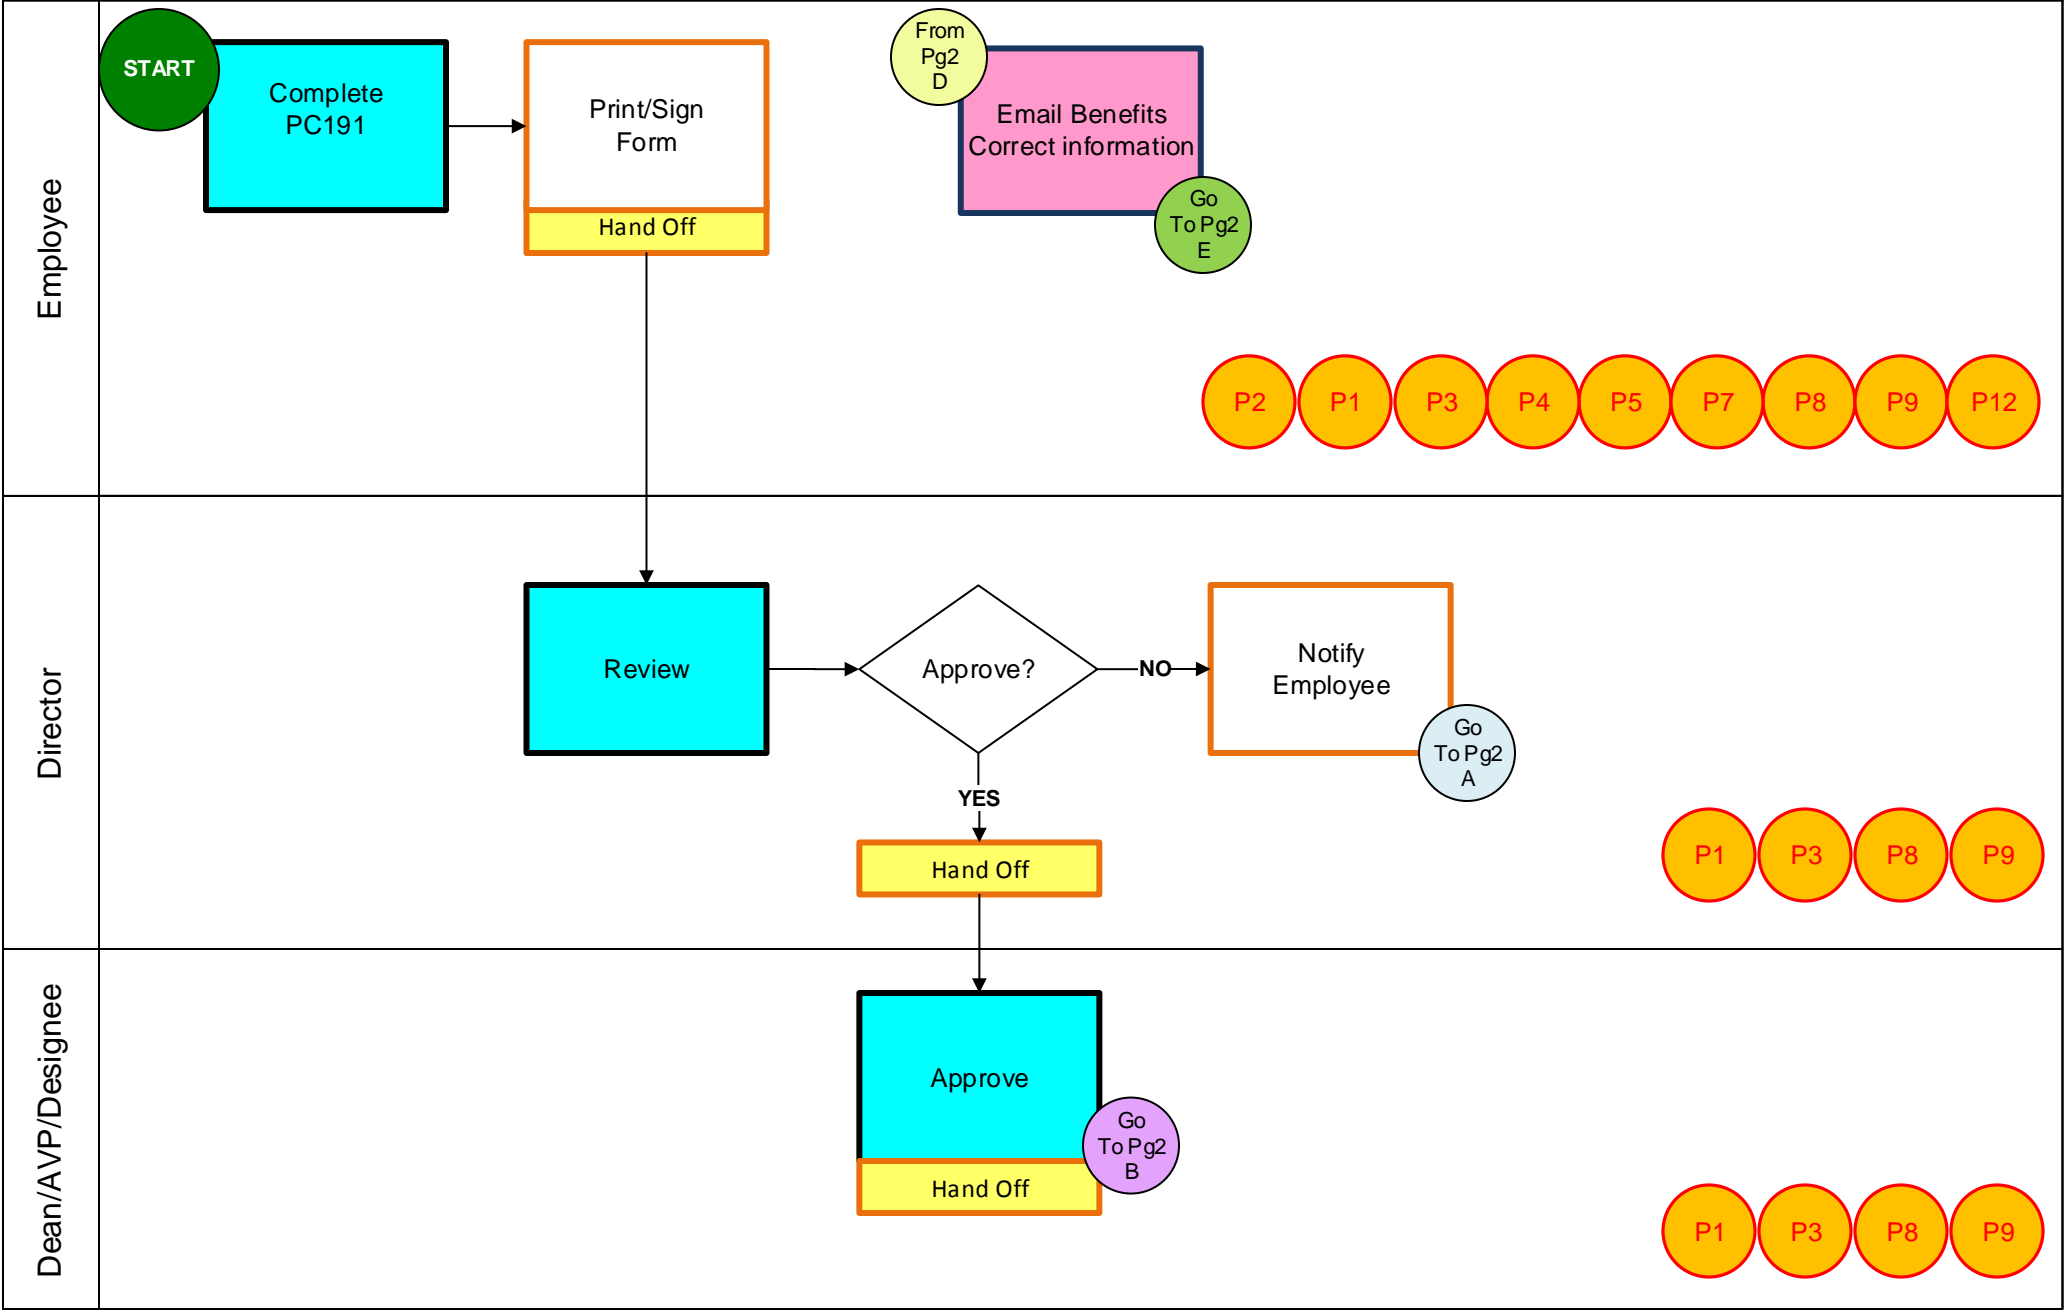 Employee
START
Complete
PC191
Print/Sign
Form
Hand Off
From
Pg2
D
Email Benefits
Correct information
Go
To Pg2
E
P2 P1 P3 P4 P5 P7 P8 P9 P12
Director
Review
Approve?
NO
Notify
Employee
Go
To Pg2
A
YES
Hand Off
P1 P3 P8 P9
Dean/AVP/Designee
Approve
Go
To Pg2
B
Hand Off
P1 P3 P8 P9